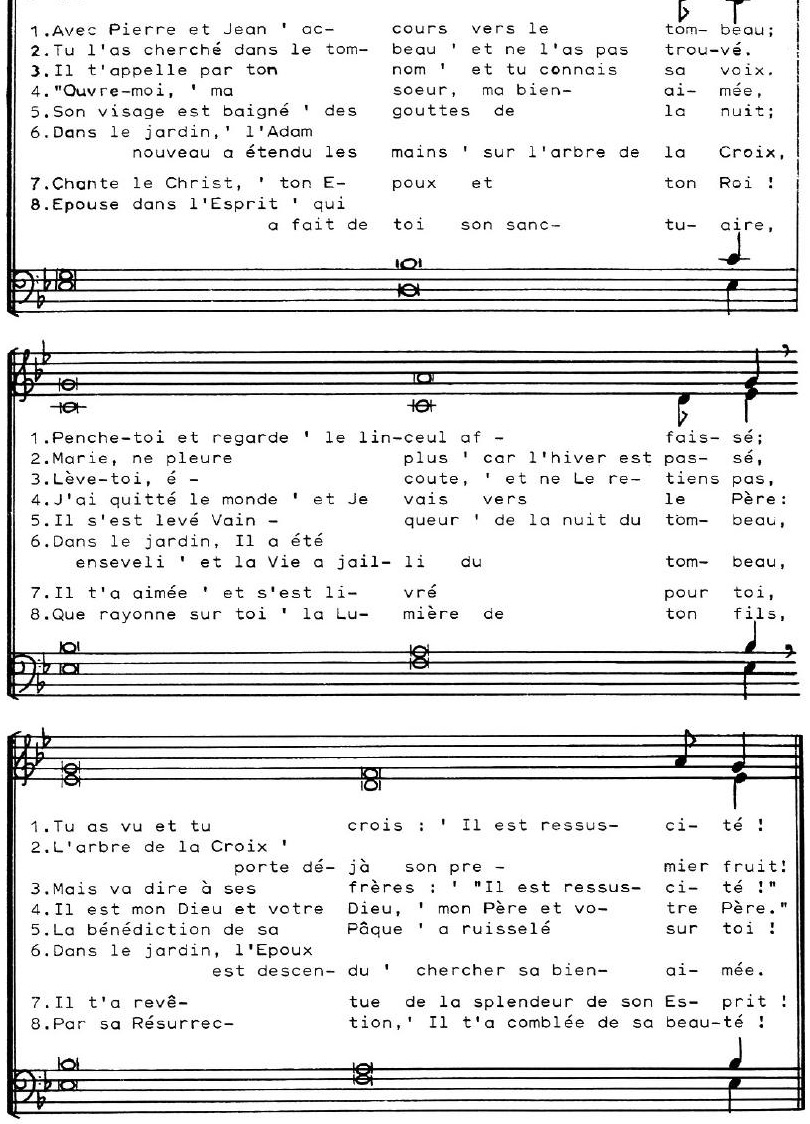 1.Avec Pierre et Jean ' ac- cours vers le tom- beau;
2.Tu l'as cherché dans le tom- beau ' et ne l'as pas trou-vé.
3.Il t'appelle par ton nom ' et tu connais sa voix.
4."Ouvre-moi, ' ma soeur, ma bien- ai- mée,
5.Son visage est baigné ' des gouttes de la nuit;
6.Dans le jardin,' l'Adam
nouveau a étendu les mains ' sur l'arbre de la Croix,
7.Chante le Christ, ' ton E- poux et ton Roi !
8.Epouse dans l'Esprit ' qui
a fait de toi son sanc- tu- aire,
1.Penche-toi et regarde ' le lin-ceul af - fais- sé;
2.Marie, ne pleure plus ' car l'hiver est pas- sé,
3.Lève-toi, é - coute, ' et ne Le re- tiens pas,
4.J'ai quitté le monde ' et Je vais vers le Père:
5.Il s'est levé Vain - queur ' de la nuit du tom- beau,
6.Dans le jardin, Il a été
enseveli ' et la Vie a jail- li du tom- beau,
7.Il t'a aimée ' et s'est li- vré pour toi,
8.Que rayonne sur toi ' la Lu- mière de ton fils,
1.Tu as vu et tu crois : ' Il est ressus- ci- té !
2.L'arbre de la Croix '
porte dé- jà son pre - mier fruit!
3.Mais va dire à ses frères : ' "Il est ressus- ci- té !"
4.Il est mon Dieu et votre Dieu, ' mon Père et vo- tre Père."
5.La bénédiction de sa Pâque ' a ruisselé sur toi !
6.Dans le jardin, l'Epoux
est descen- du ' chercher sa bien- ai- mée.
7.Il t'a revê- tue de la splendeur de son Es- prit !
8.Par sa Résurrec- tion,' Il t'a comblée de sa beau-té !